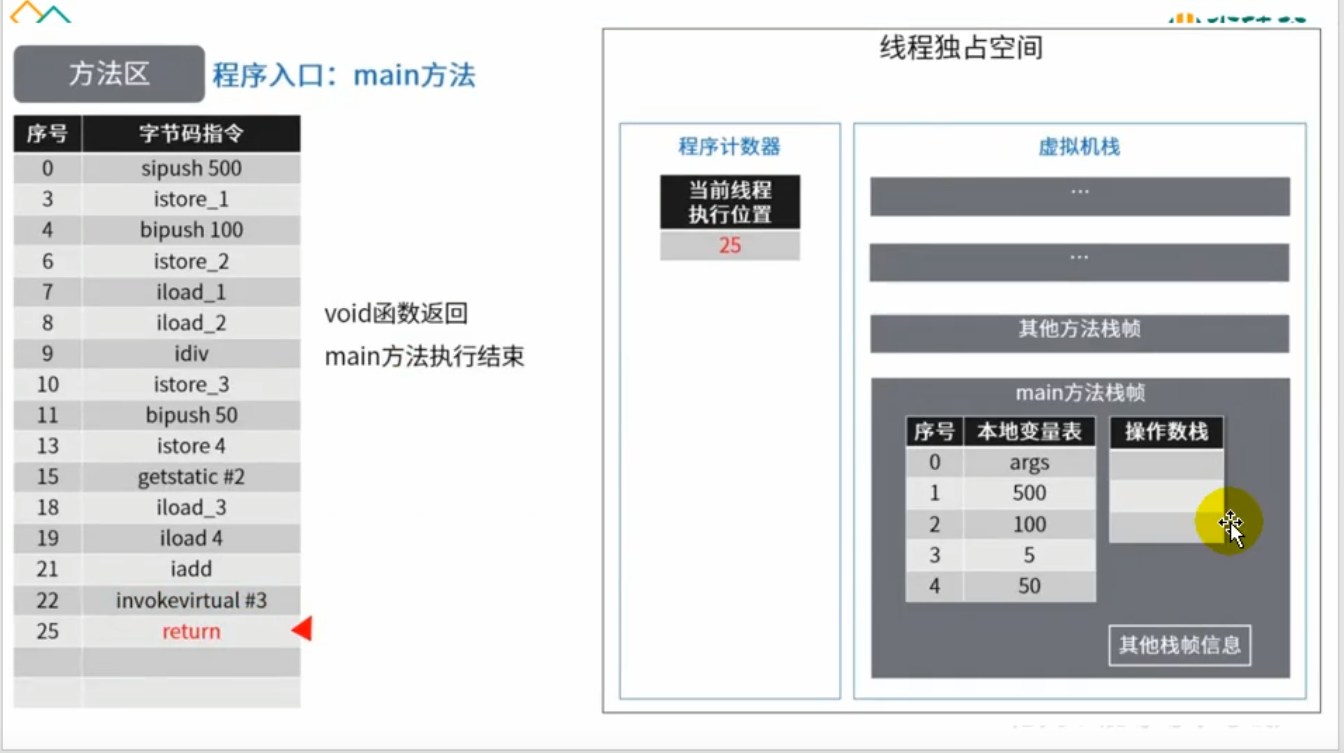 方法区 程序入口：main方法
序号 字节码指令
0 sipush 500
3 istore_1
4 bipush 100
6 istore_2
7 iload_1
8 iload_2
9 idiv
10 istore_3
11 bipush 50
13 istore 4
15 getstatic #2
18 iload_3
19 iload 4
21 iadd
22 invokevirtual #3
25 return
void函数返回
main方法执行结束
线程独占空间
程序计数器
当前线程
执行位置
25
虚拟机栈
...
...
其他方法栈帧
main方法栈帧
序号 本地变量表 操作数栈
0 args
1 500
2 100
3 5
4 50
其他栈帧信息